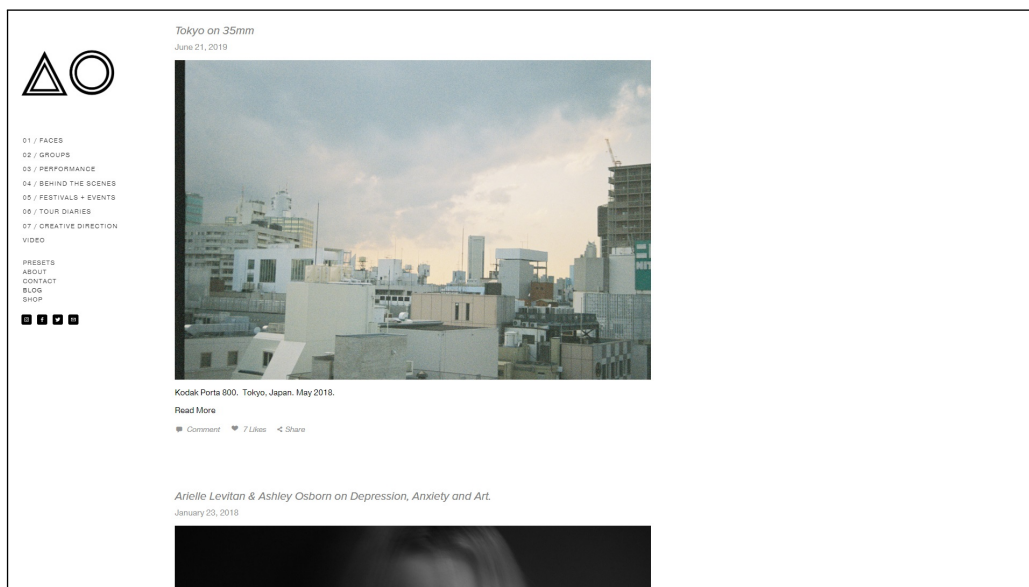 AO
01 / FACES
02 / GROUPS
03 / PERFORMANCE
04 / BEHIND THE SCENES
05 / FESTIVALS + EVENTS
06 / TOUR DIARIES
07 / CREATIVE DIRECTION
VIDEO
PRESETS
ABOUT
CONTACT
BLOG
SHOP
Tokyo on 35mm
June 21, 2019
Kodak Porta 800. Tokyo, Japan. May 2018.
Read More
Comment 7 Likes Share
Arielle Levitan & Ashley Osborn on Depression, Anxiety and Art.
January 23, 2018